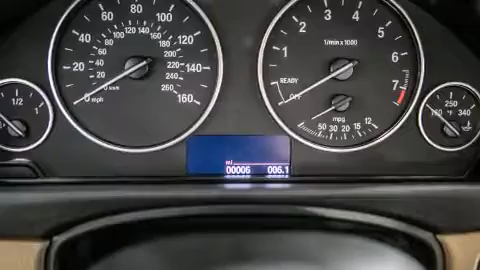 1/2 1
0 20 40 60 80 100 120 140 160
0 20 40 60 80 100 120 140 160 180 200 220 240 260
km/h
mph
1 2 3 4 5 6 7
1/min x 1000
READY
OFF
mpg
50 30 20 15 12
250
°F 340
mi
00006 006.1